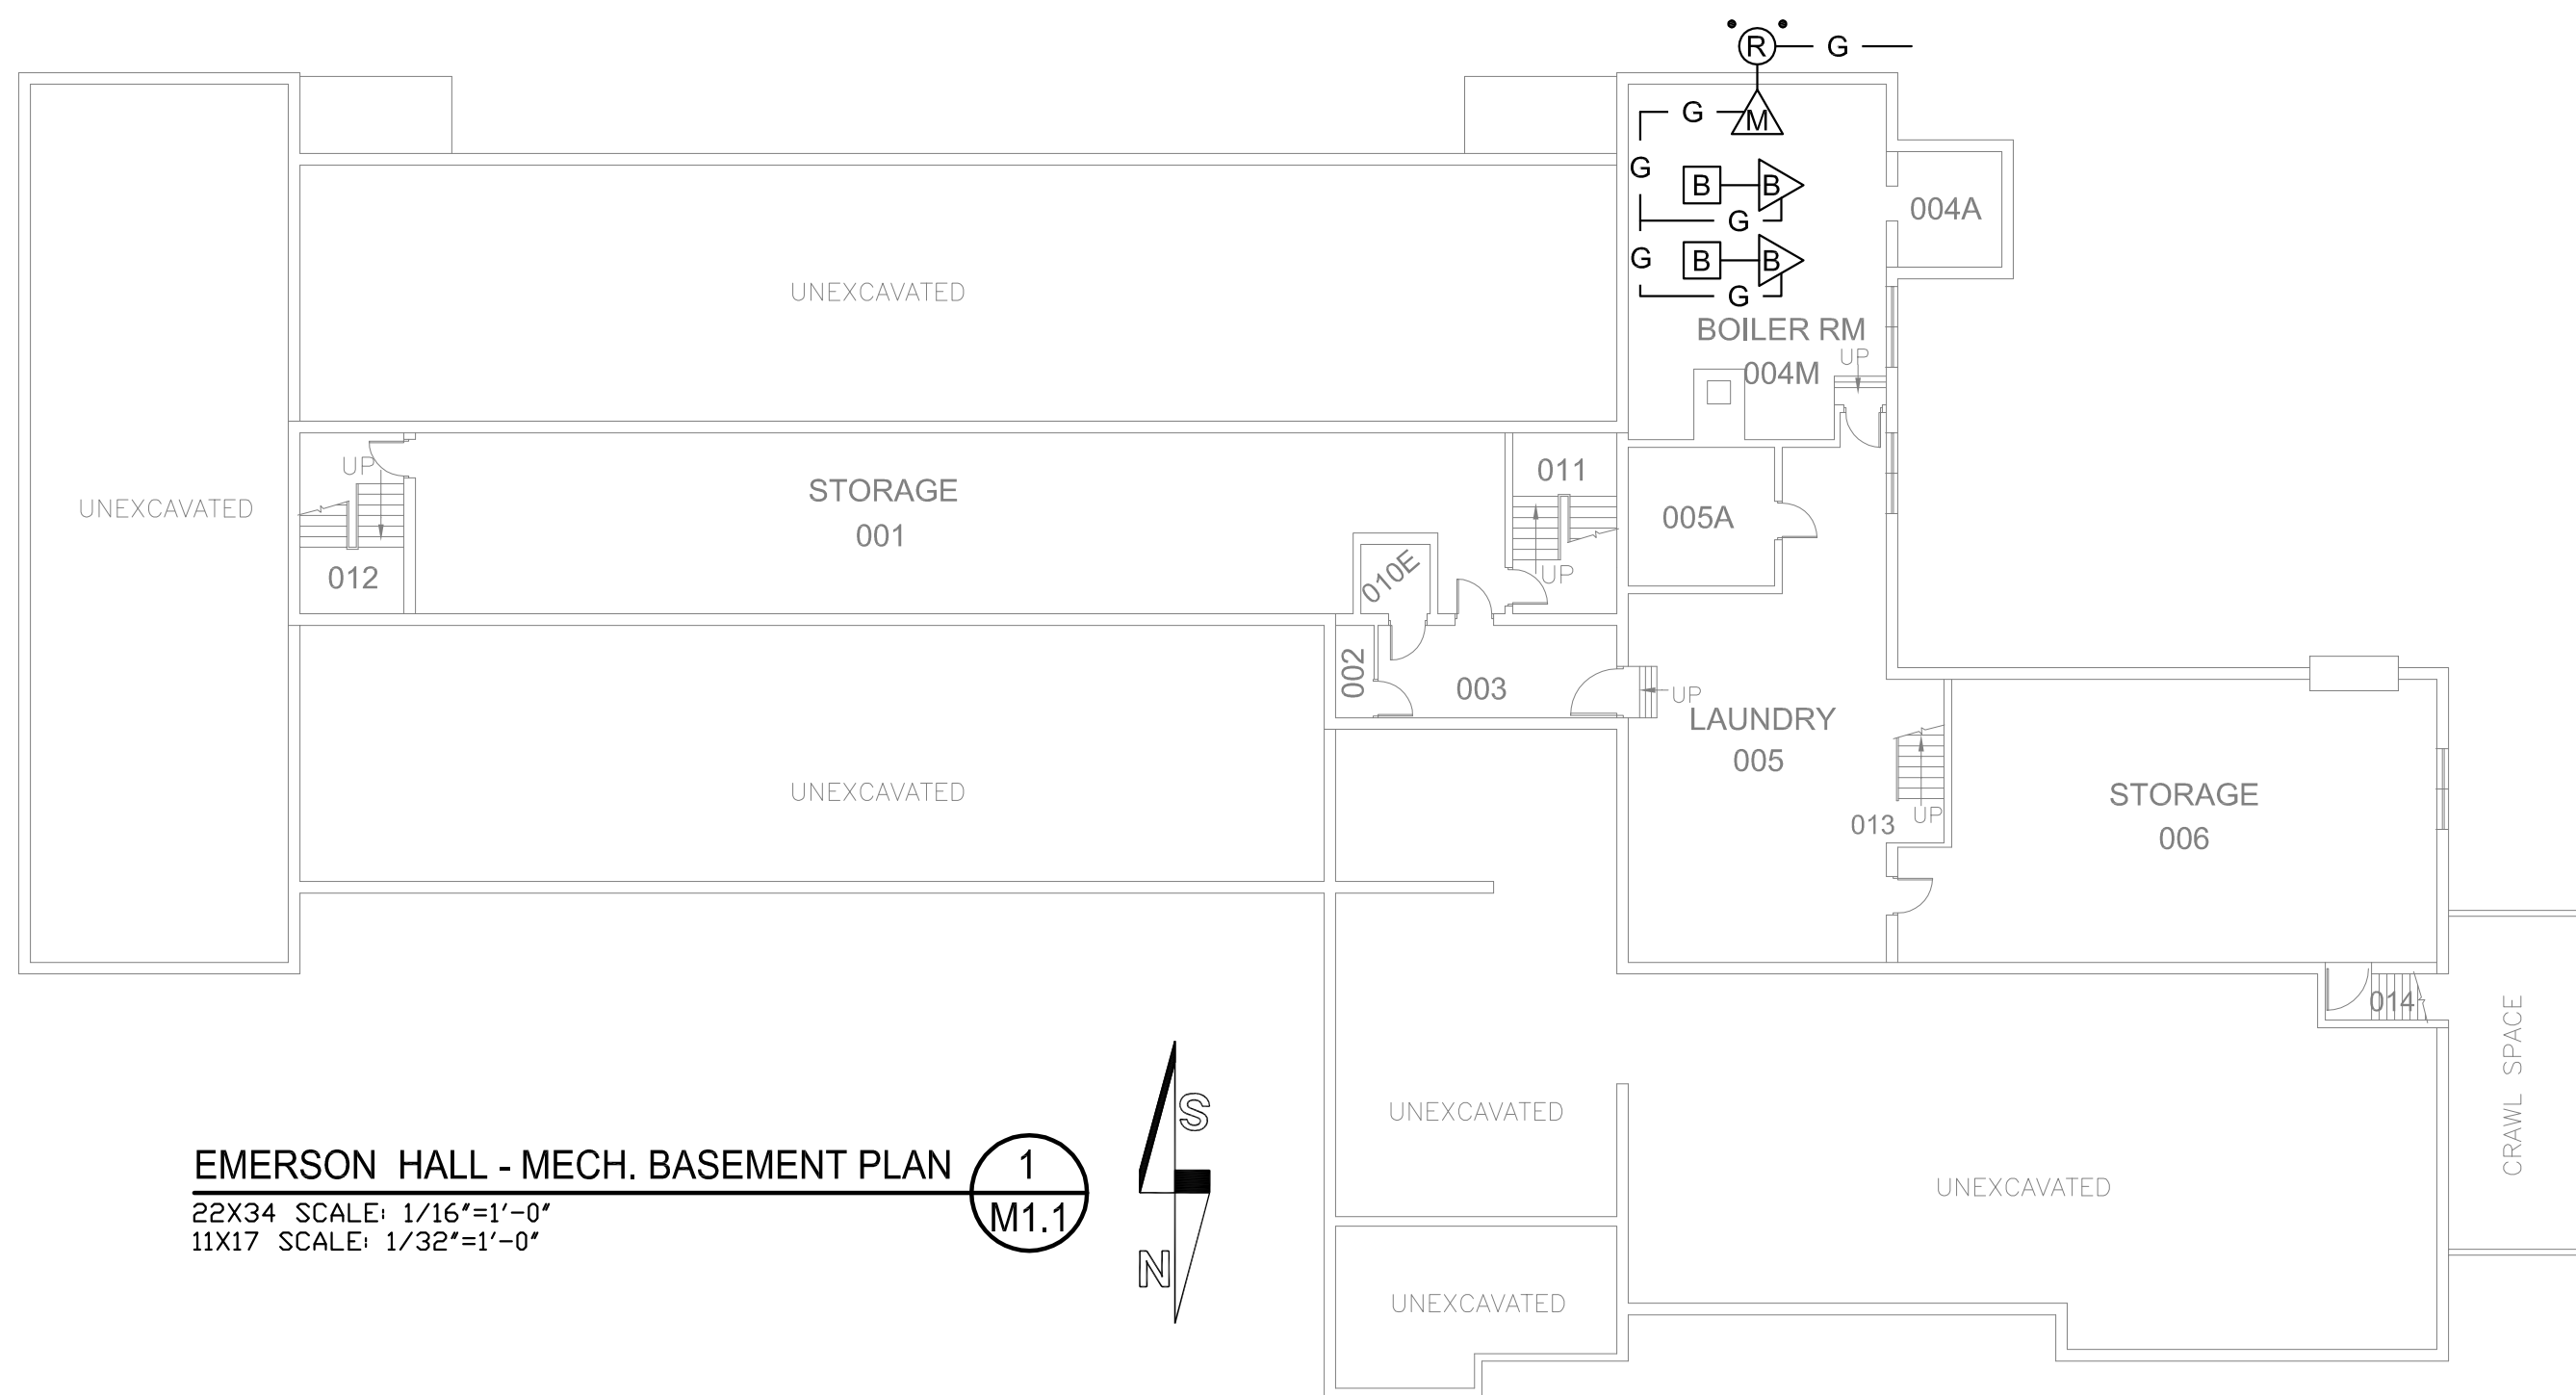 R G
G M
G B B
004A
G
G B B
G
UNEXCAVATED
BOILER RM
004M
UP
UP
STORAGE
001
011
UNEXCAVATED
005A
012
010E
UP
002
003
UP
LAUNDRY
005
UNEXCAVATED
STORAGE
006
013
UP
014
CRAWL SPACE
UNEXCAVATED
S
EMERSON HALL - MECH. BASEMENT PLAN
1
M1.1
22X34 SCALE: 1/16"=1'-0"
11X17 SCALE: 1/32"=1'-0"
N
UNEXCAVATED
UNEXCAVATED